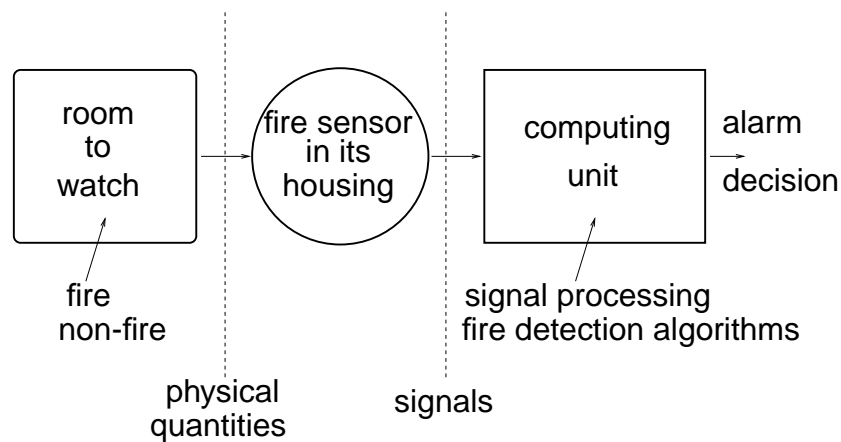 room
to
watch
fire sensor
in its
housing
computing
unit
alarm
decision
fire
non-fire
signal processing
fire detection algorithms
physical
quantities
signals